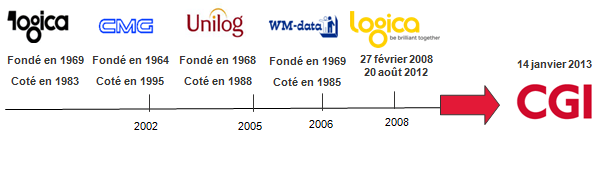 logica
Fondé en 1969
Coté en 1983
CMG
Fondé en 1964
Coté en 1995
Unilog
Fondé en 1968
Coté en 1988
WM-data
Fondé en 1969
Coté en 1985
logica
be brilliant together
27 février 2008
20 août 2012
14 janvier 2013
CGI
2002
2005
2006
2008